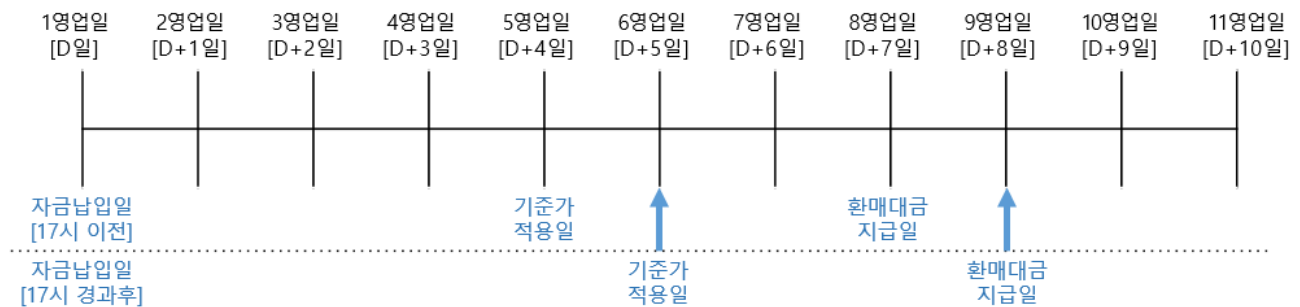 1영업일 2영업일 3영업일 4영업일 5영업일 6영업일 7영업일 8영업일 9영업일 10영업일 11영업일
[D일] [D+1일] [D+2일] [D+3일] [D+4일] [D+5일] [D+6일] [D+7일] [D+8일] [D+9일] [D+10일]
자금납입일 기준가 환매대금
[17시 이전] 적용일 지급일
자금납입일 기준가 환매대금
[17시 경과후] 적용일 지급일